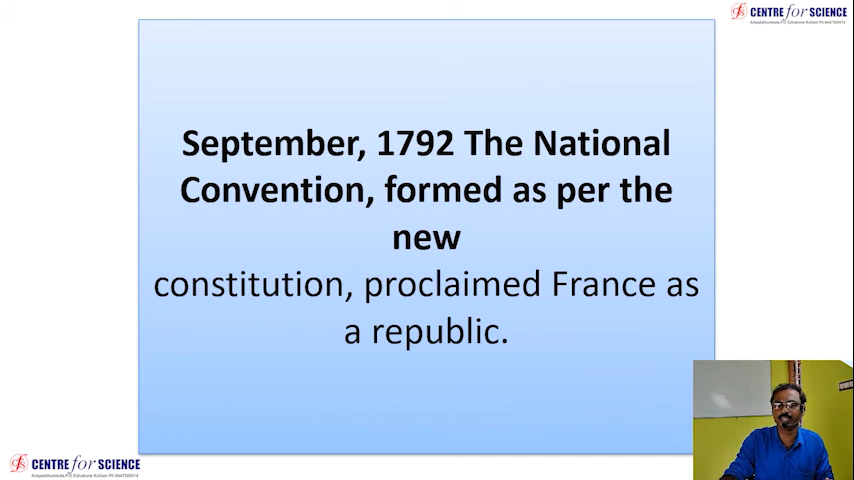 CENTRE for SCIENCE
September, 1792 The National
Convention, formed as per the
new
constitution, proclaimed France as
a republic.
CENTRE for SCIENCE